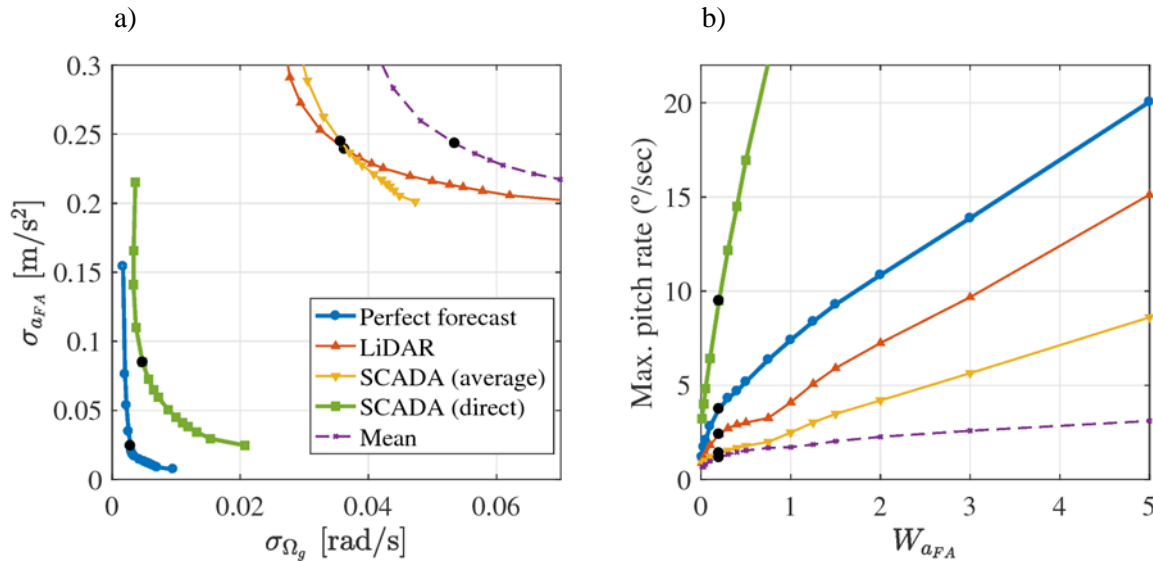 a)
b)
0.3
0.25
0.2
0.15
0.1
0.05
0
0
0.02
0.04
0.06
σ_{a_{FA}} [m/s²]
σ_{Ω_g} [rad/s]
Perfect forecast
LiDAR
SCADA (average)
SCADA (direct)
Mean
20
15
10
5
0
0
1.0
2
3
4
5
Max. pitch rate (º/sec)
W_{a_{FA}}